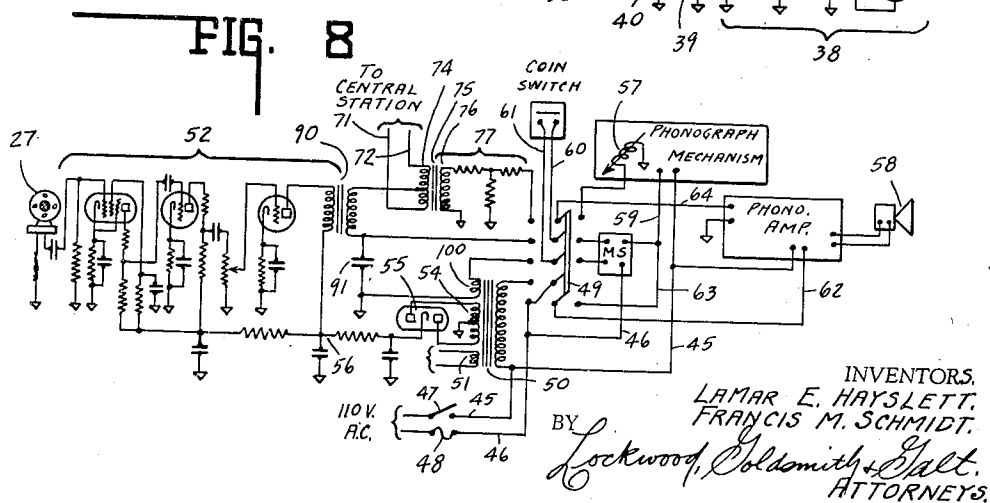 40
39
38
FIG. 8
TO
CENTRAL
STATION
71
72
74
75
76
77
COIN
SWITCH
61
60
57
PHONOGRAPH
MECHANISM
27
52
90
59
64
58
PHONO.
AMP.
MS
91
55
54
100
49
63
62
56
51
50
46
45
110 V.
A.C.
47
45
48
46
INVENTORS.
LAMAR E. HAYSLETT.
FRANCIS M. SCHMIDT.
BY Lockwood, Goldsmith & Galt.
ATTORNEYS.